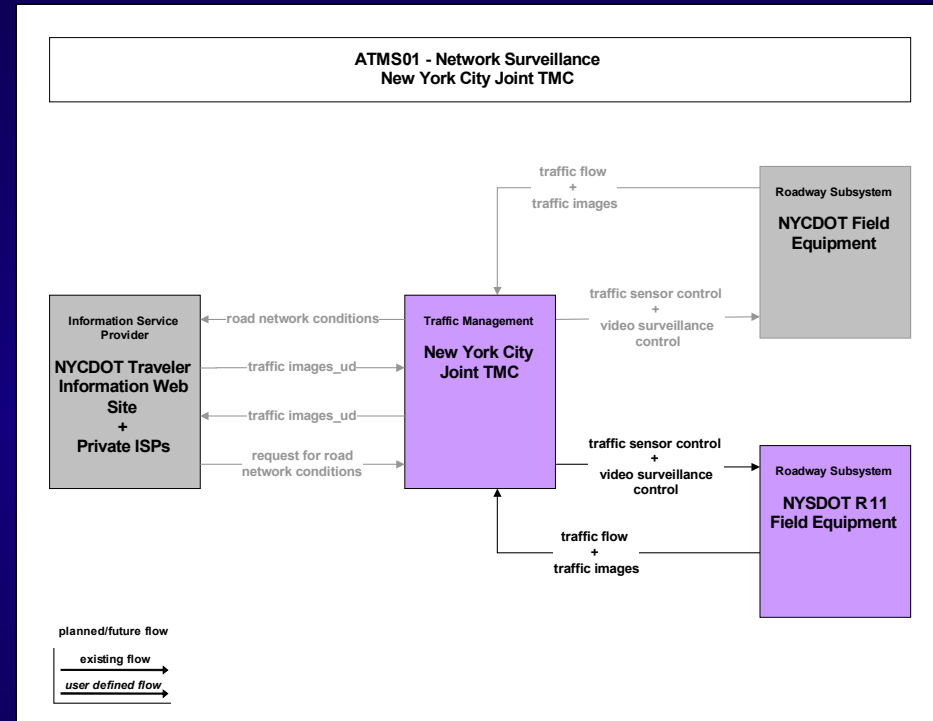 ATMS01 - Network Surveillance
New York City Joint TMC
traffic flow
+
traffic images
Roadway Subsystem
NYCDOT Field
Equipment
traffic sensor control
+
video surveillance
control
Information Service
Provider
NYCDOT Traveler
Information Web
Site
+
Private ISPs
road network conditions
traffic images_ud
traffic images_ud
request for road
network conditions
Traffic Management
New York City
Joint TMC
traffic sensor control
+
video surveillance
control
Roadway Subsystem
NYSDOT R11
Field Equipment
traffic flow
+
traffic images
planned/future flow
existing flow
user defined flow